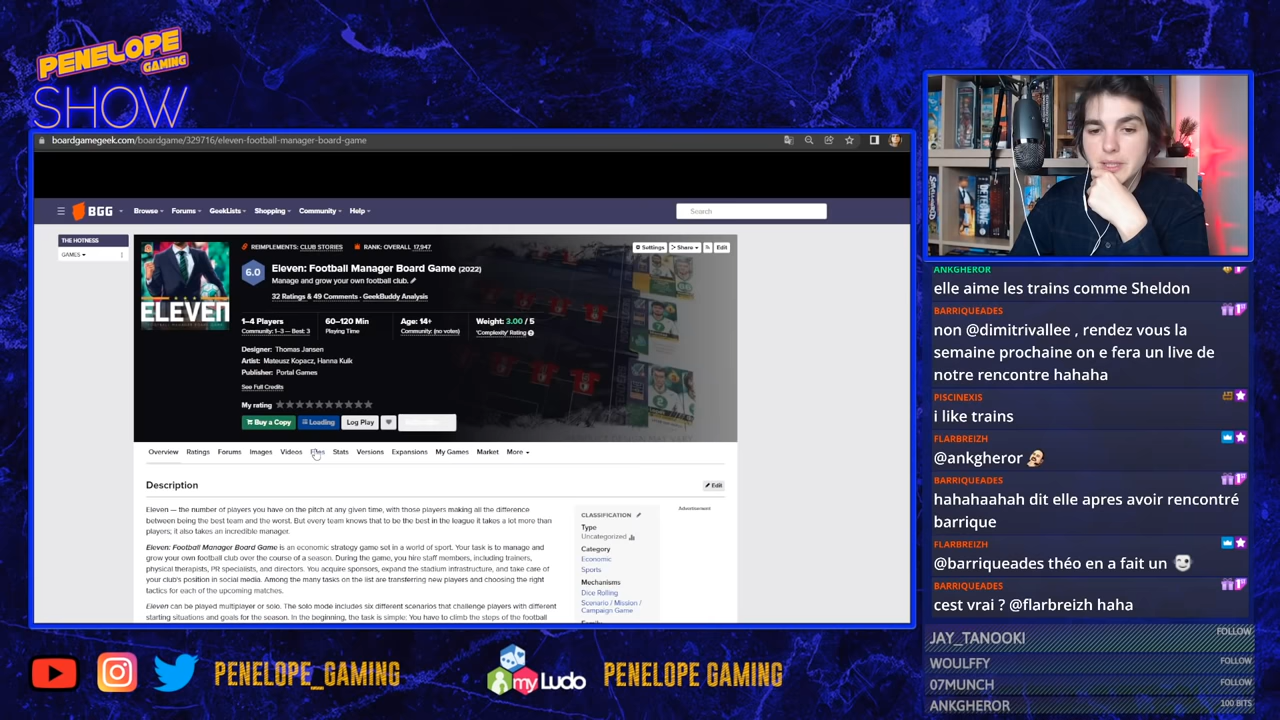 PENELOPE
GAMING
SHOW
boardgamegeek.com/boardgame/329716/eleven-football-manager-board-game
BGG
Browse
Forums
GeekLists
Shopping
Community
Help
Search
THE HOTNESS
GAMES
REIMPLEMENTS: CLUB STORIES
RANK: OVERALL 17,947
Settings
Share
Edit
6.0
Eleven: Football Manager Board Game (2022)
Manage and grow your own football club.
32 Ratings & 49 Comments · GeekBuddy Analysis
ELEVEN
1–4 Players
Community: 1–3 — Best: 3
60–120 Min
Playing Time
Age: 14+
Community: (no votes)
Weight: 3.00 / 5
'Complexity' Rating
Designer: Thomas Jansen
Artist: Mateusz Kopacz, Hanna Kuik
Publisher: Portal Games
See Full Credits
My rating
Buy a Copy
Loading
Log Play
Overview
Ratings
Forums
Images
Videos
Files
Stats
Versions
Expansions
My Games
Market
More
Description
Edit
Eleven — the number of players you have on the pitch at any given time, with those players making all the difference
between being the best team and the worst. But every team knows that to be the best in the league it takes a lot more than
players; it also takes an incredible manager.
Eleven: Football Manager Board Game is an economic strategy game set in a world of sport. Your task is to manage and
grow your own football club over the course of a season. During the game, you hire staff members, including trainers,
physical therapists, PR specialists, and directors. You acquire sponsors, expand the stadium infrastructure, and take care of
your club's position in social media. Among the many tasks on the list are transferring new players and choosing the right
tactics for each of the upcoming matches.
Eleven can be played multiplayer or solo. The solo mode includes six different scenarios that challenge players with different
starting situations and goals for the season. In the beginning, the task is simple: You have to climb the steps of the football
CLASSIFICATION
Type
Uncategorized
Category
Economic
Sports
Mechanisms
Dice Rolling
Scenario / Mission /
Campaign Game
Advertisement
ANKGHEROR
elle aime les trains comme Sheldon
BARRIQUEADES
non @dimitrivallee , rendez vous la
semaine prochaine on e fera un live de
notre rencontre hahaha
PISCINEXIS
i like trains
FLARBREIZH
@ankgheror
BARRIQUEADES
hahahaahah dit elle apres avoir rencontré
barrique
FLARBREIZH
@barriqueades théo en a fait un
BARRIQUEADES
cest vrai ? @flarbreizh haha
JAY_TANOOKI FOLLOW
WOULFFY FOLLOW
07MUNCH FOLLOW
ANKGHEROR 100 BITS
PENELOPE_GAMING
myLudo
PENELOPE GAMING